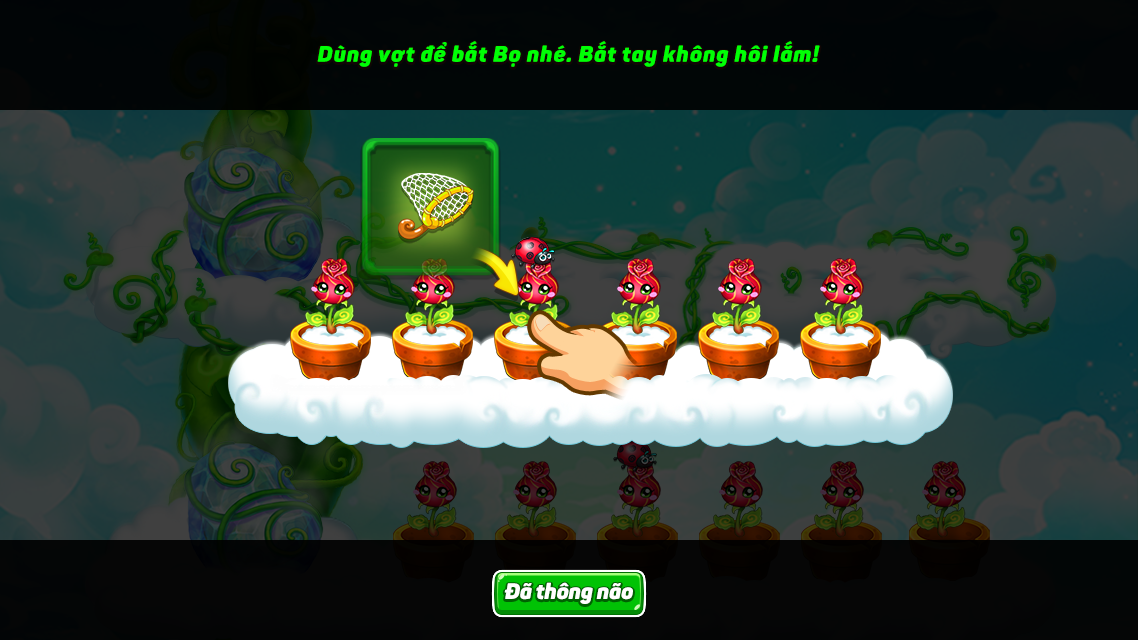 Dùng vợt để bắt Bọ nhé. Bắt tay không hôi lắm!
Đã thông não